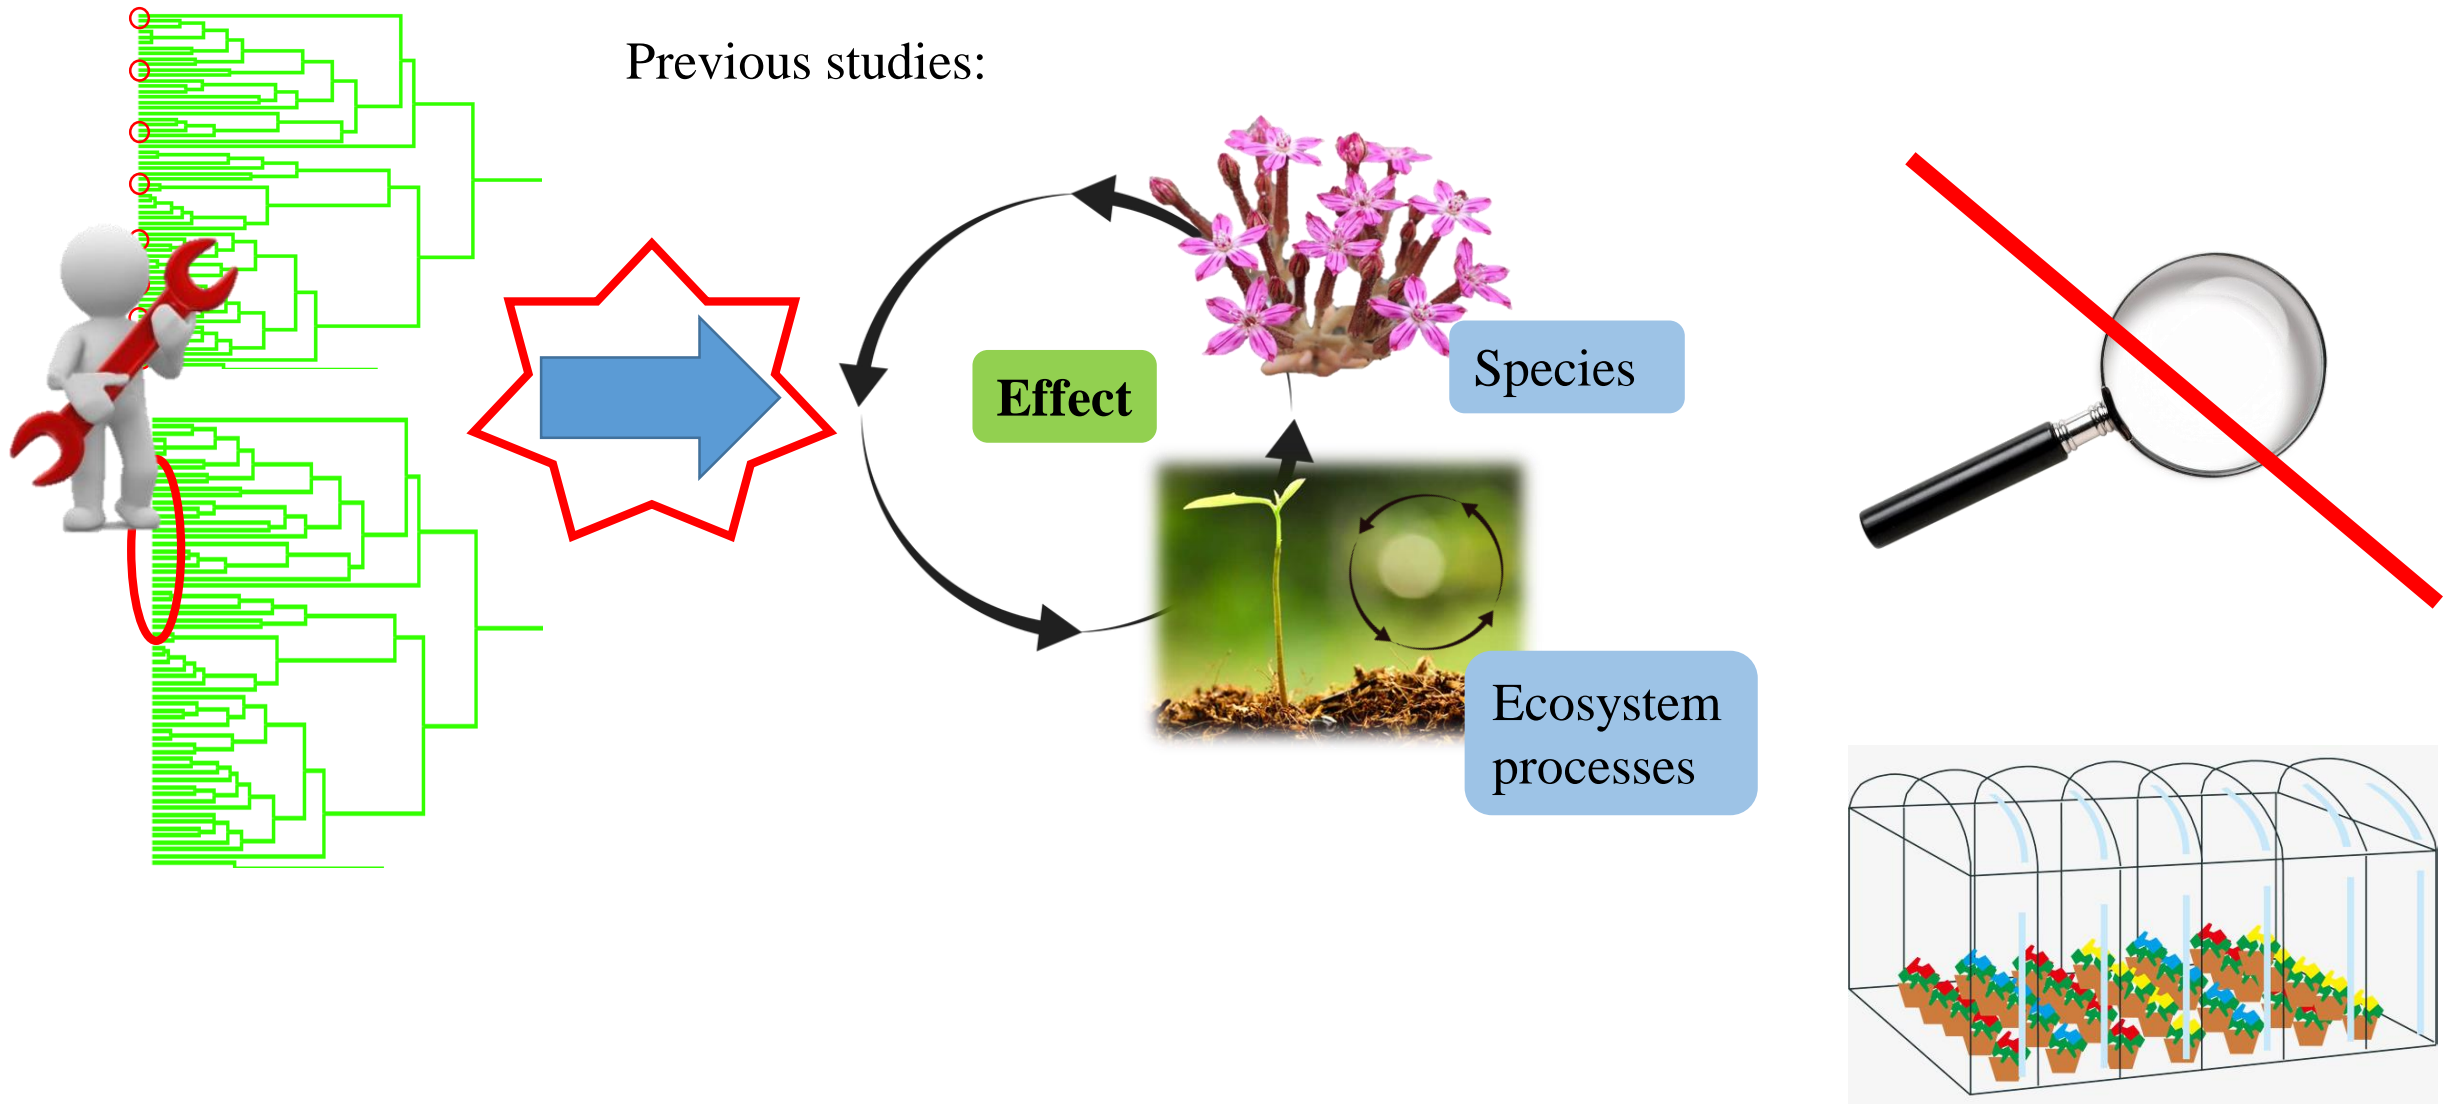 Previous studies:
Species
Effect
Ecosystem
processes